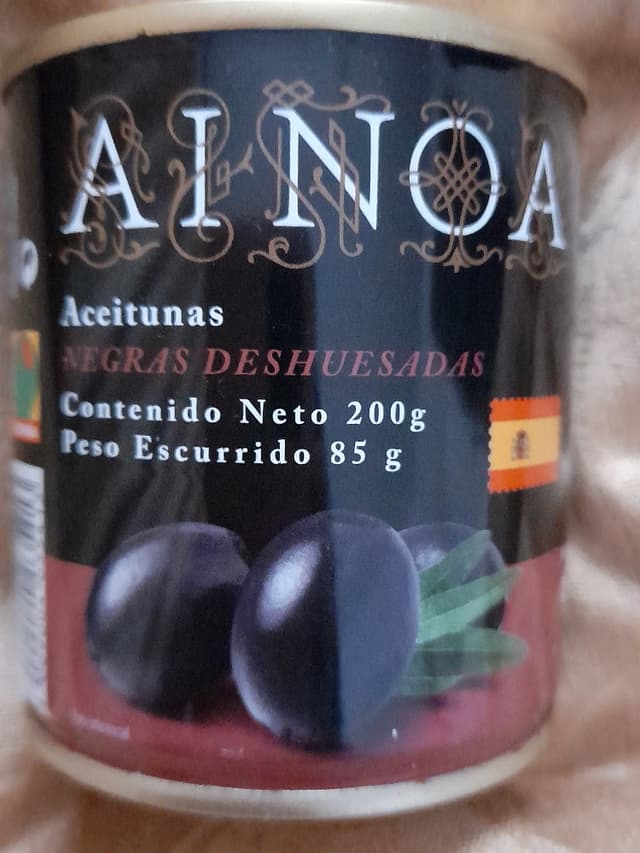 AINOA
Aceitunas
NEGRAS DESHUESADAS
Contenido Neto 200g
Peso Escurrido 85 g